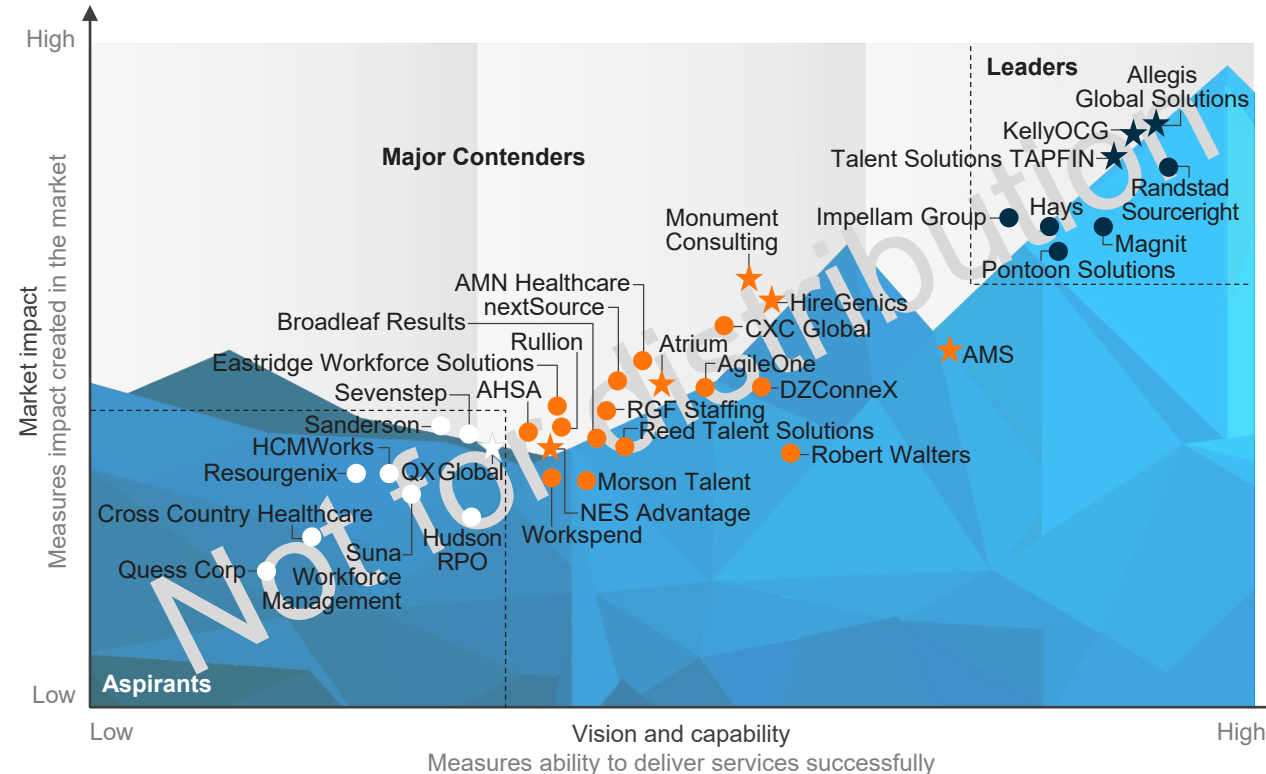 High
Leaders
Allegis
Global Solutions
KellyOCG
Talent Solutions TAPFIN
Major Contenders
Randstad
Sourceright
Hays
Impellam Group
Magnit
Pontoon Solutions
Monument
Consulting
AMN Healthcare
nextSource
HireGenics
Broadleaf Results
CXC Global
Rullion
Atrium
AMS
Eastridge Workforce Solutions
AgileOne
AHSA
DZConneX
Sevenstep
RGF Staffing
Sanderson
Reed Talent Solutions
HCMWorks
Robert Walters
Resourgenix
QXGlobal
Morson Talent
Cross Country Healthcare
NES Advantage
Workspend
Hudson
RPO
Suna
Workforce
Management
Quess Corp
Aspirants
Low
Market impact
Measures impact created in the market
Low
Vision and capability
High
Measures ability to deliver services successfully
Not for distribution